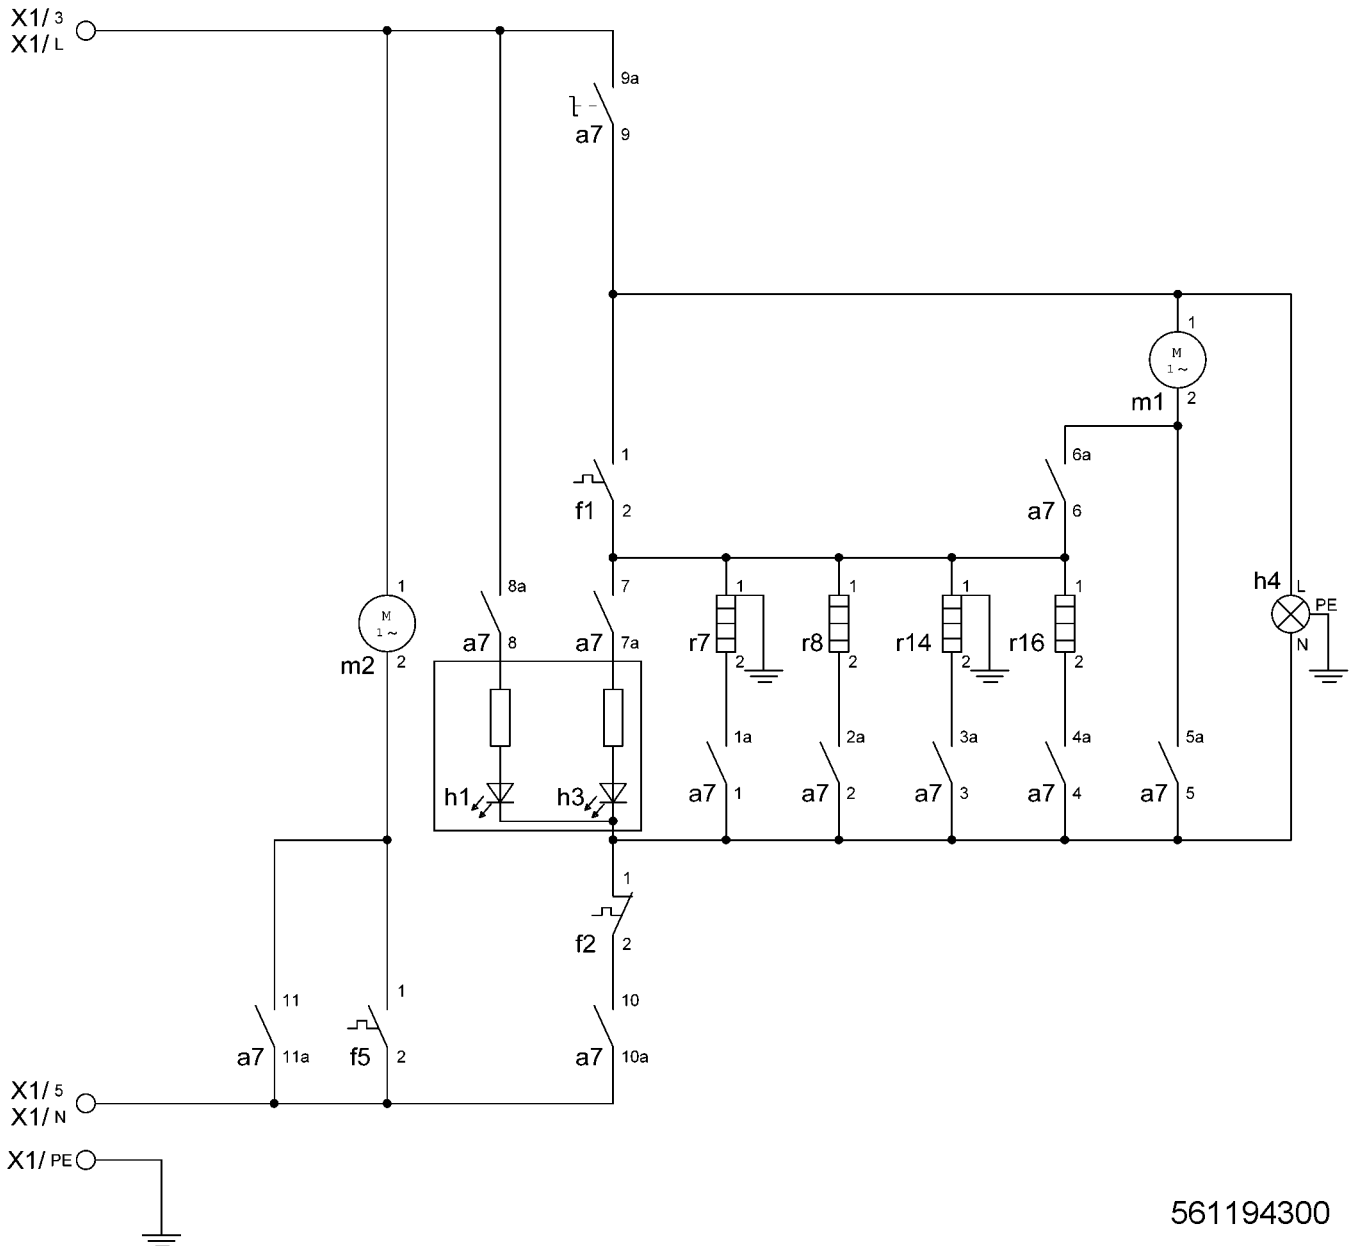 X1/ 3
X1/ L
9a
a7 9
1
M
1~
m1 2
1
f1 2
6a
a7 6
1
M
1~
m2 2
8a
a7 8
7
a7 7a
1
r7
2
1
r8
2
1
r14
2
1
r16
2
h4 L
PE
N
h1
h3
1a
a7 1
2a
a7 2
3a
a7 3
4a
a7 4
5a
a7 5
1
f2 2
11
a7 11a
1
f5 2
10
a7 10a
X1/ 5
X1/ N
X1/ PE
561194300